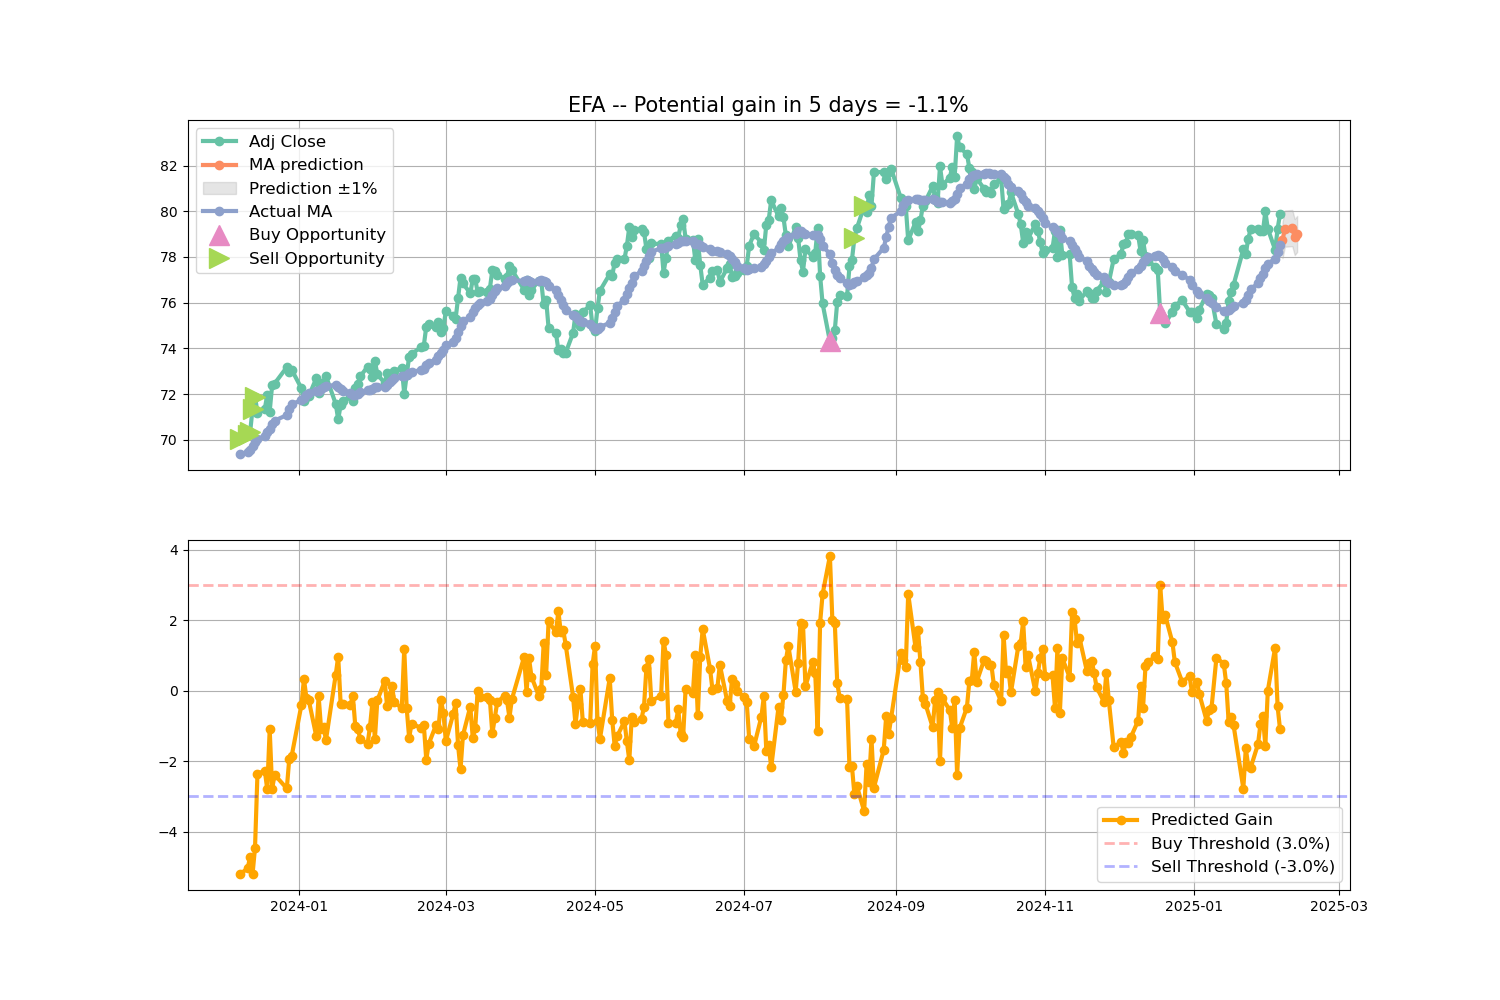 EFA -- Potential gain in 5 days = -1.1%
Adj Close
MA prediction
Prediction ±1%
Actual MA
Buy Opportunity
Sell Opportunity
82
80
78
76
74
72
70
4
2
0
−2
−4
Predicted Gain
Buy Threshold (3.0%)
Sell Threshold (-3.0%)
2024-01 2024-03 2024-05 2024-07 2024-09 2024-11 2025-01 2025-03